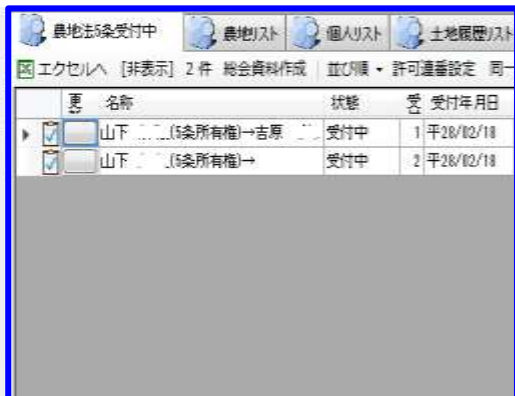 農地法5条受付中 農地リスト 個人リスト 土地履歴リスト
エクセルへ [非表示] 2 件 総会資料作成 並び順 許可連番設定 同一
更 名称 状態 受 受付年月日
山下 (5条所有権)→吉原 受付中 1 平28/02/18
山下 (5条所有権)→ 受付中 2 平28/02/18